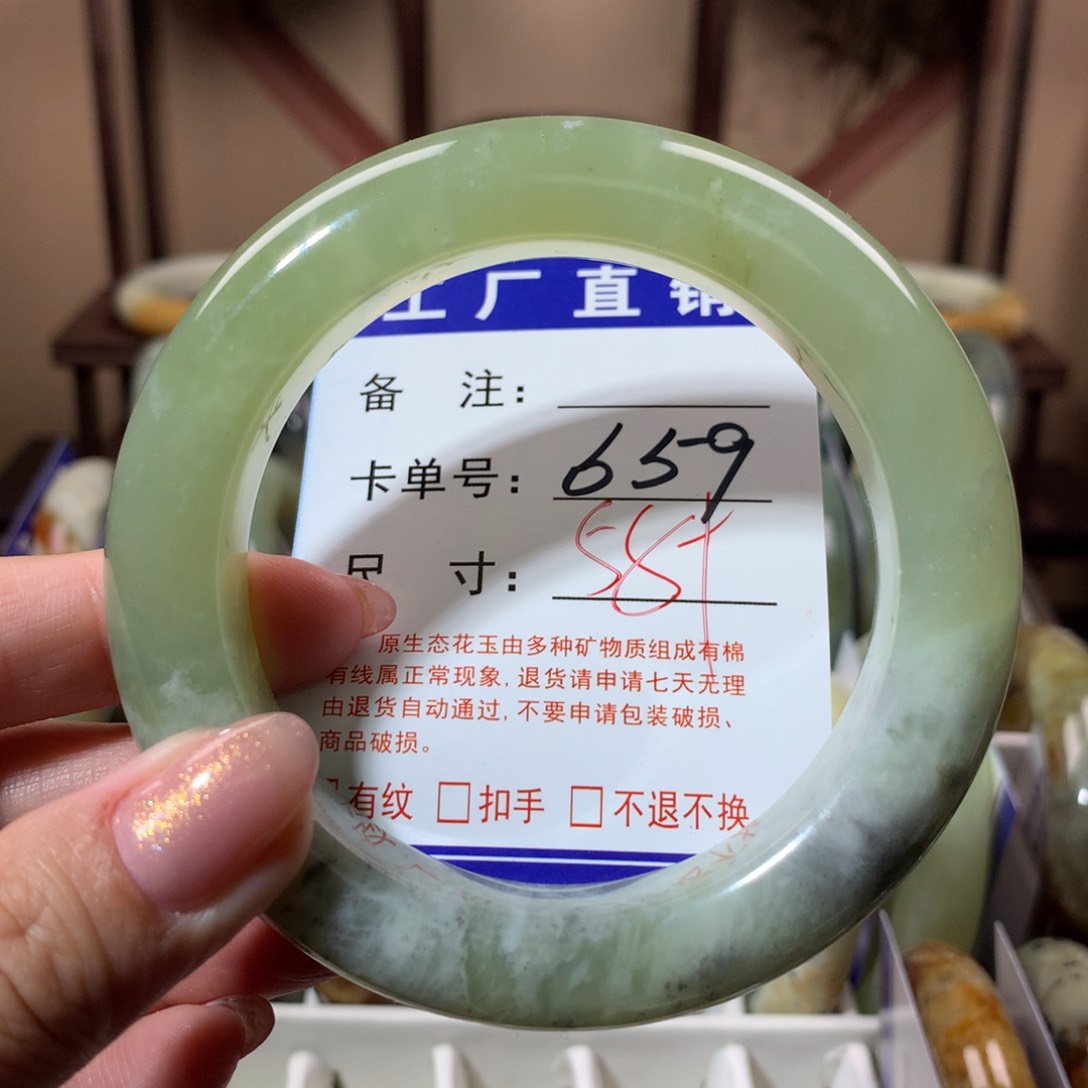 工厂直销
备 注：
卡单号：659
尺 寸：
原生态花玉由多种矿物质组成有棉
有线属正常现象，退货请申请七天无理
由退货自动通过，不要申请包装破损、
商品破损。
□有纹 □扣手 □不退不换